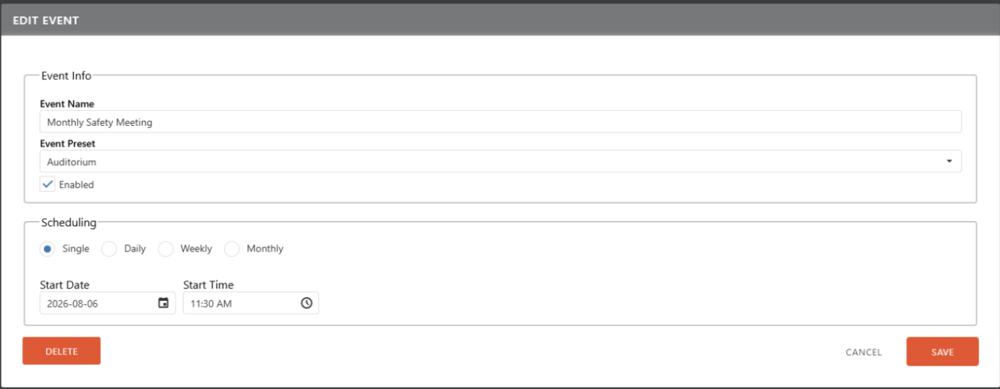 EDIT EVENT
Event Info
Event Name
Monthly Safety Meeting
Event Preset
Auditorium
Enabled
Scheduling
Single Daily Weekly Monthly
Start Date Start Time
2026-08-06 11:30 AM
DELETE CANCEL SAVE